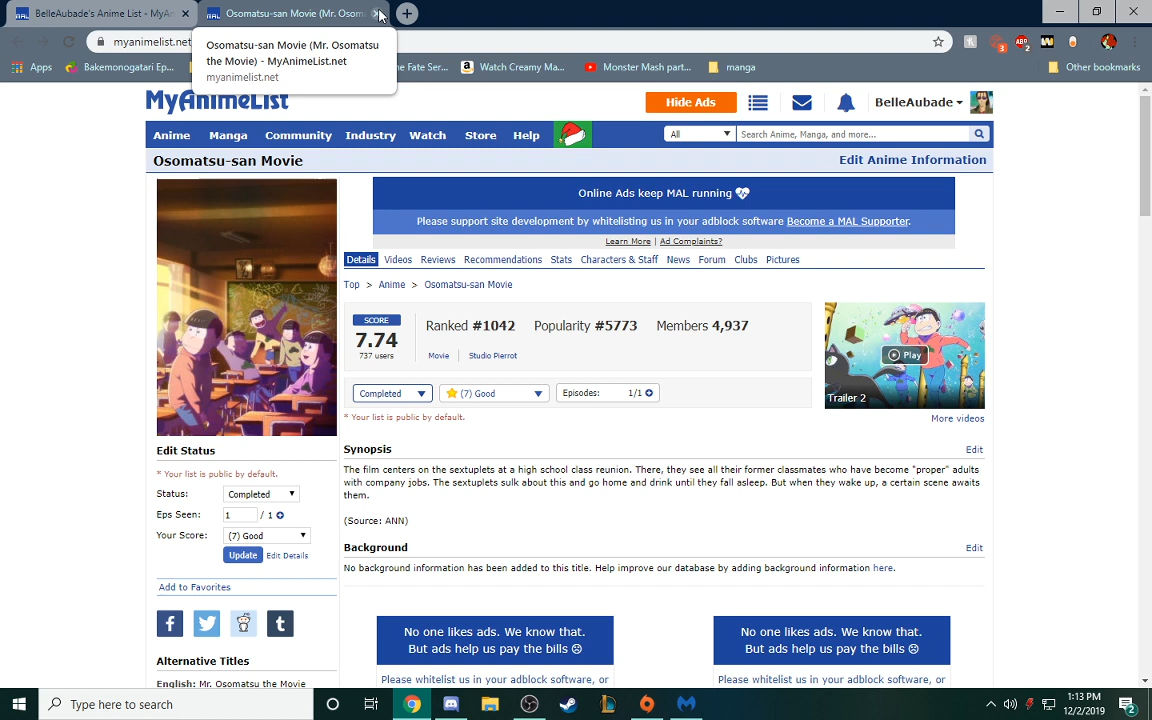 BelleAubade's Anime List - MyAn
Osomatsu-san Movie (Mr. Osom
myanimelist.net
Osomatsu-san Movie (Mr. Osomatsu
the Movie) - MyAnimeList.net
myanimelist.net
3
2
Apps
Bakemonogatari Ep...
he Fate Ser...
Watch Creamy Ma...
Monster Mash part...
manga
Other bookmarks
MyAnimeList
Hide Ads
BelleAubade
Anime Manga Community Industry Watch Store Help
All
Search Anime, Manga, and more...
Osomatsu-san Movie
Edit Anime Information
Online Ads keep MAL running
Please support site development by whitelisting us in your adblock software Become a MAL Supporter.
Learn More | Ad Complaints?
Details Videos Reviews Recommendations Stats Characters & Staff News Forum Clubs Pictures
Top > Anime > Osomatsu-san Movie
SCORE
7.74
737 users
Ranked #1042 Popularity #5773 Members 4,937
Movie | Studio Pierrot
Play
Trailer 2
Completed
(7) Good
Episodes: 1/1
* Your list is public by default.
More videos
Synopsis
Edit
The film centers on the sextuplets at a high school class reunion. There, they see all their former classmates who have become "proper" adults
with company jobs. The sextuplets sulk about this and go home and drink until they fall asleep. But when they wake up, a certain scene awaits
them.
(Source: ANN)
Background
Edit
No background information has been added to this title. Help improve our database by adding background information here.
Edit Status
* Your list is public by default.
Status: Completed
Eps Seen: 1 / 1
Your Score: (7) Good
Update Edit Details
Add to Favorites
Alternative Titles
English: Mr. Osomatsu the Movie
No one likes ads. We know that.
But ads help us pay the bills ☹
Please whitelist us in your adblock software, or
No one likes ads. We know that.
But ads help us pay the bills ☹
Please whitelist us in your adblock software, or
Type here to search
1:13 PM
12/2/2019
2